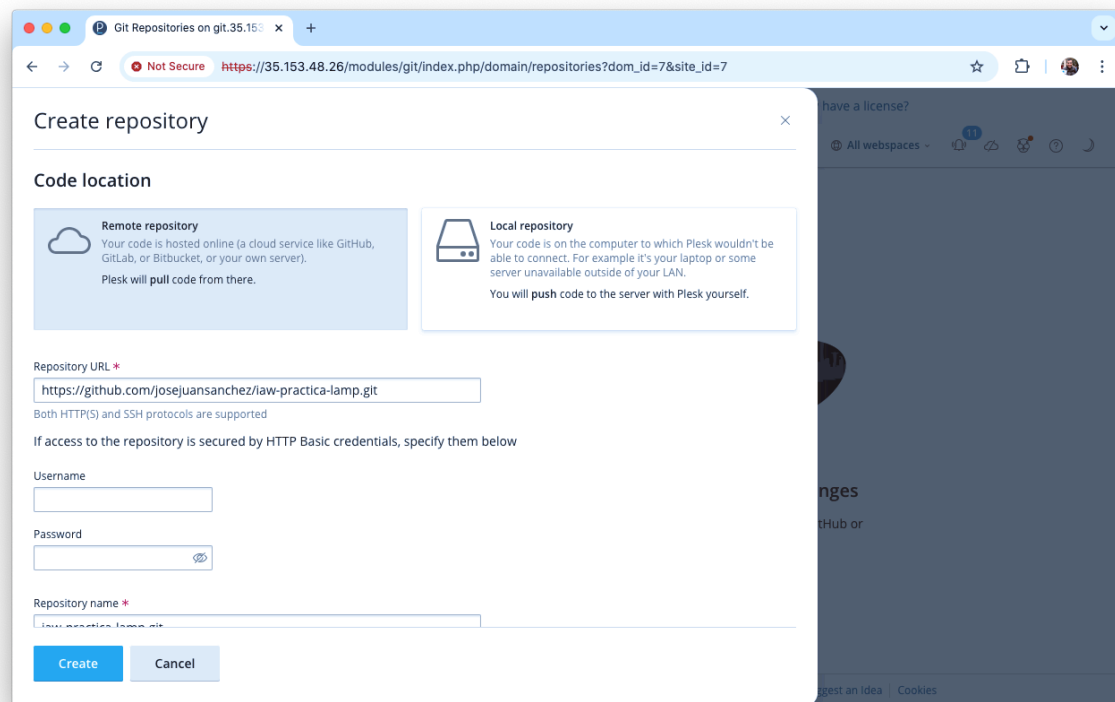 Git Repositories on git.35.153
Not Secure https://35.153.48.26/modules/git/index.php/domain/repositories?dom_id=7&site_id=7
have a license?
All webspaces
11
Create repository
Code location
Remote repository
Your code is hosted online (a cloud service like GitHub,
GitLab, or Bitbucket, or your own server).
Plesk will pull code from there.
Local repository
Your code is on the computer to which Plesk wouldn't be
able to connect. For example it's your laptop or some
server unavailable outside of your LAN.
You will push code to the server with Plesk yourself.
Repository URL *
https://github.com/josejuansanchez/iaw-practica-lamp.git
Both HTTP(S) and SSH protocols are supported
If access to the repository is secured by HTTP Basic credentials, specify them below
Username
Password
Repository name *
iaw-practica-lamp.git
Create
Cancel
nges
tHub or
ggest an Idea
Cookies